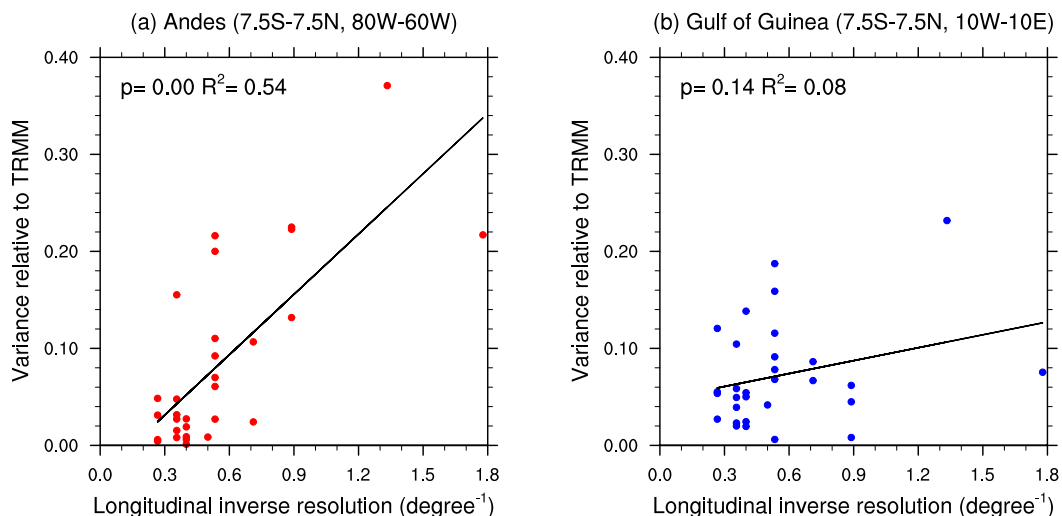 (a) Andes (7.5S-7.5N, 80W-60W)
p= 0.00 R²= 0.54
Variance relative to TRMM
0.40
0.30
0.20
0.10
0.00
0.0 0.3 0.6 0.9 1.2 1.5 1.8
Longitudinal inverse resolution (degree⁻¹)
(b) Gulf of Guinea (7.5S-7.5N, 10W-10E)
p= 0.14 R²= 0.08
Variance relative to TRMM
0.40
0.30
0.20
0.10
0.00
0.0 0.3 0.6 0.9 1.2 1.5 1.8
Longitudinal inverse resolution (degree⁻¹)